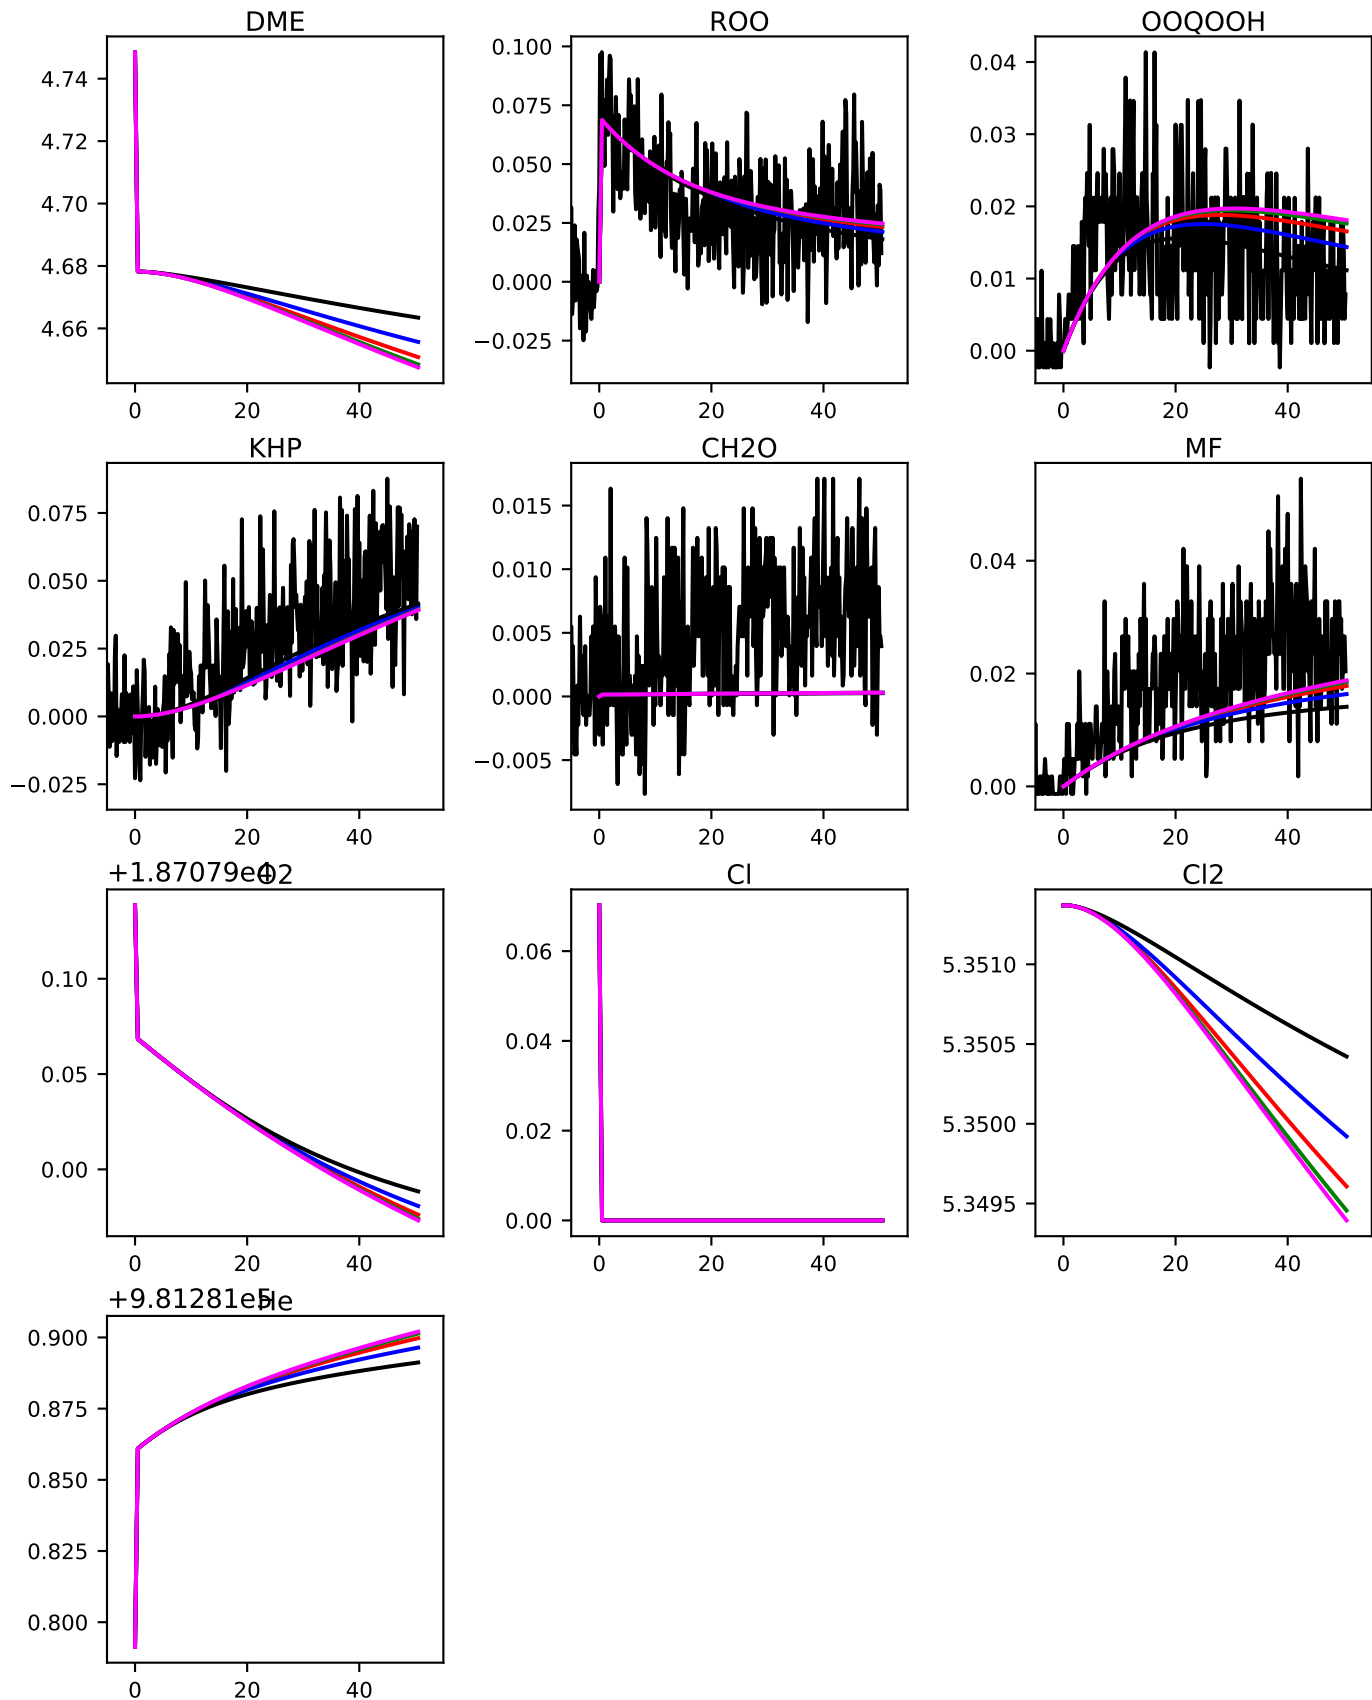 DME
4.74
4.72
4.70
4.68
4.66
0 20 40
ROO
0.100
0.075
0.050
0.025
0.000
−0.025
0 20 40
OOQOOH
0.04
0.03
0.02
0.01
0.00
0 20 40
KHP
0.075
0.050
0.025
0.000
−0.025
0 20 40
CH2O
0.015
0.010
0.005
0.000
−0.005
0 20 40
MF
0.04
0.02
0.00
0 20 40
+1.87079e4
O2
0.10
0.05
0.00
0 20 40
Cl
0.06
0.04
0.02
0.00
0 20 40
Cl2
5.3510
5.3505
5.3500
5.3495
0 20 40
+9.81281e5
He
0.900
0.875
0.850
0.825
0.800
0 20 40